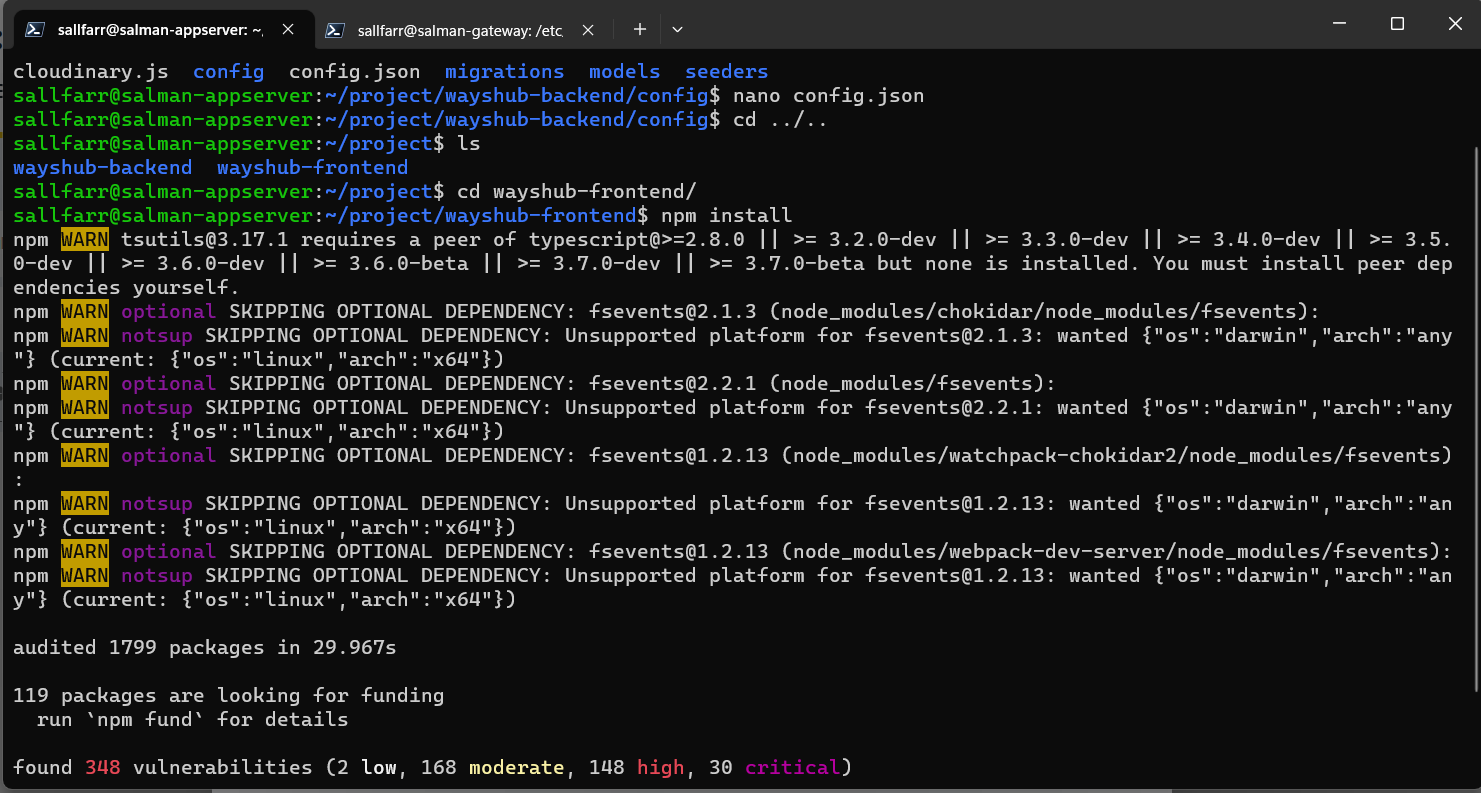 sallfarr@salman-appserver: ~,
sallfarr@salman-gateway: /etc,
cloudinary.js  config  config.json  migrations  models  seeders
sallfarr@salman-appserver:~/project/wayshub-backend/config$ nano config.json
sallfarr@salman-appserver:~/project/wayshub-backend/config$ cd ../..
sallfarr@salman-appserver:~/project$ ls
wayshub-backend  wayshub-frontend
sallfarr@salman-appserver:~/project$ cd wayshub-frontend/
sallfarr@salman-appserver:~/project/wayshub-frontend$ npm install
npm WARN tsutils@3.17.1 requires a peer of typescript@>=2.8.0 || >= 3.2.0-dev || >= 3.3.0-dev || >= 3.4.0-dev || >= 3.5.
0-dev || >= 3.6.0-dev || >= 3.6.0-beta || >= 3.7.0-dev || >= 3.7.0-beta but none is installed. You must install peer dep
endencies yourself.
npm WARN optional SKIPPING OPTIONAL DEPENDENCY: fsevents@2.1.3 (node_modules/chokidar/node_modules/fsevents):
npm WARN notsup SKIPPING OPTIONAL DEPENDENCY: Unsupported platform for fsevents@2.1.3: wanted {"os":"darwin","arch":"any
"} (current: {"os":"linux","arch":"x64"})
npm WARN optional SKIPPING OPTIONAL DEPENDENCY: fsevents@2.2.1 (node_modules/fsevents):
npm WARN notsup SKIPPING OPTIONAL DEPENDENCY: Unsupported platform for fsevents@2.2.1: wanted {"os":"darwin","arch":"any
"} (current: {"os":"linux","arch":"x64"})
npm WARN optional SKIPPING OPTIONAL DEPENDENCY: fsevents@1.2.13 (node_modules/watchpack-chokidar2/node_modules/fsevents)
:
npm WARN notsup SKIPPING OPTIONAL DEPENDENCY: Unsupported platform for fsevents@1.2.13: wanted {"os":"darwin","arch":"an
y"} (current: {"os":"linux","arch":"x64"})
npm WARN optional SKIPPING OPTIONAL DEPENDENCY: fsevents@1.2.13 (node_modules/webpack-dev-server/node_modules/fsevents):
npm WARN notsup SKIPPING OPTIONAL DEPENDENCY: Unsupported platform for fsevents@1.2.13: wanted {"os":"darwin","arch":"an
y"} (current: {"os":"linux","arch":"x64"})
audited 1799 packages in 29.967s
119 packages are looking for funding
  run `npm fund` for details
found 348 vulnerabilities (2 low, 168 moderate, 148 high, 30 critical)